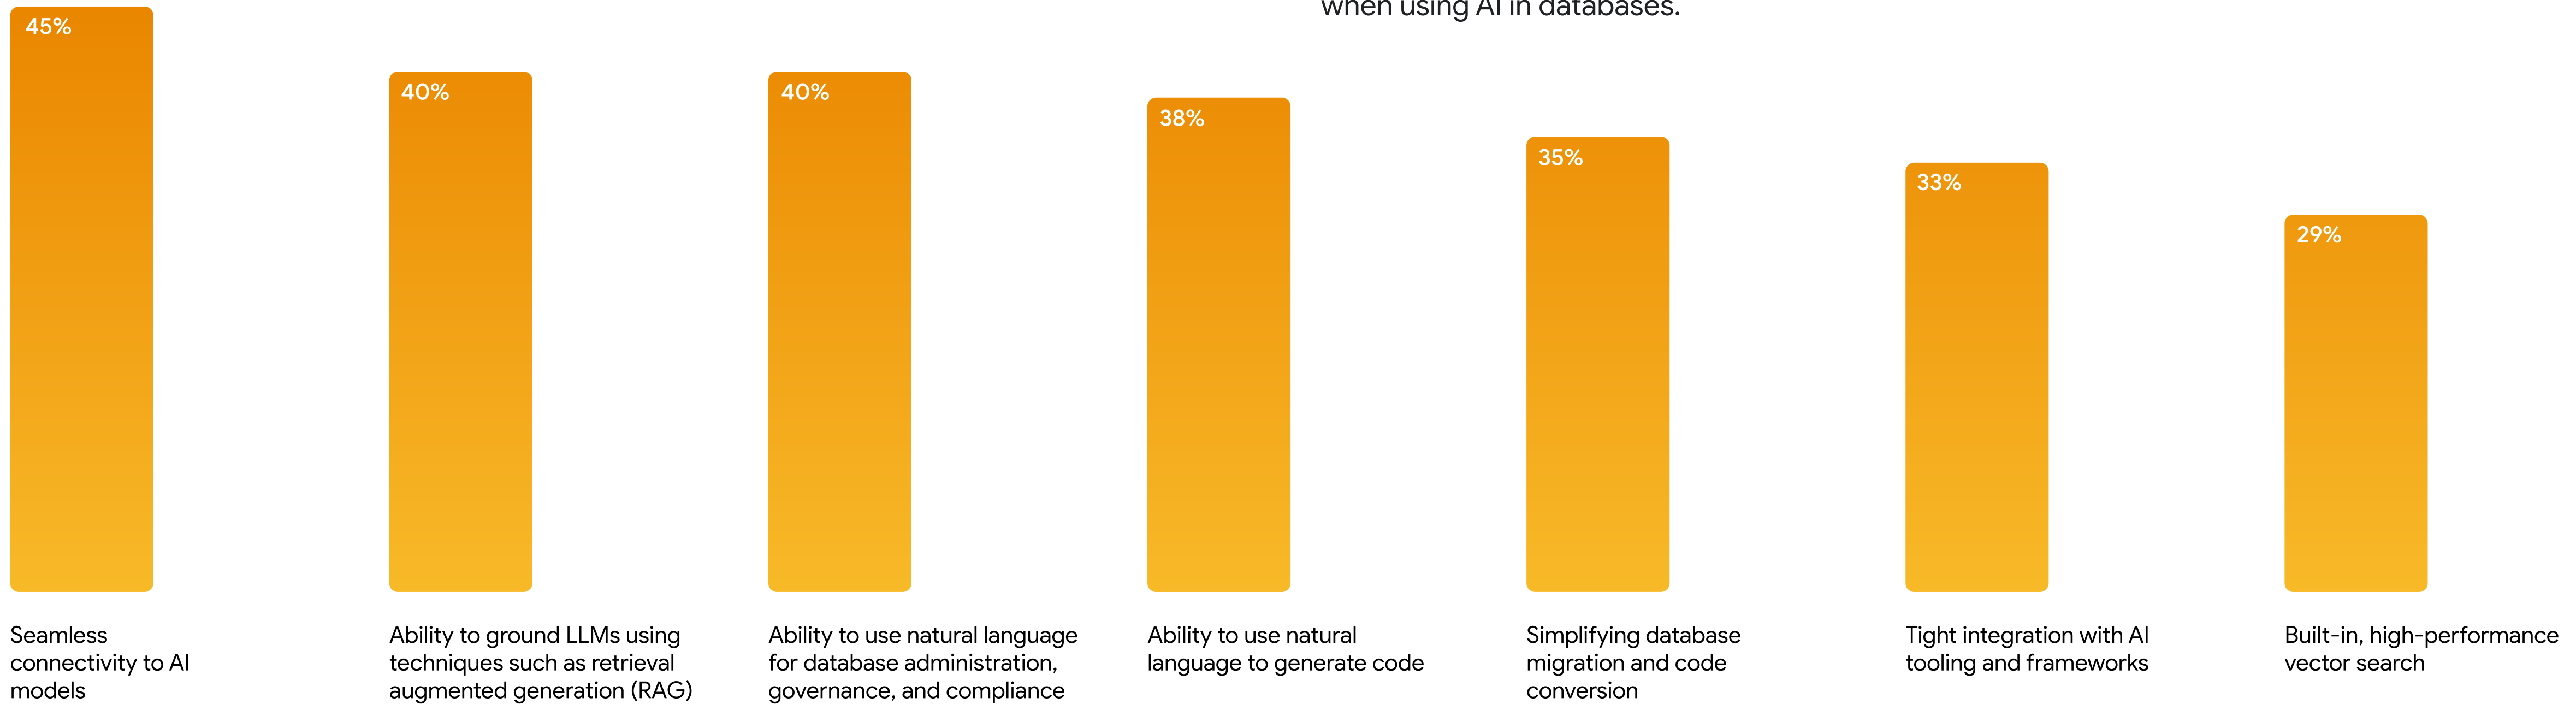 when using AI in databases.
45%
40%
40%
38%
35%
33%
29%
Seamless
connectivity to AI
models
Ability to ground LLMs using
techniques such as retrieval
augmented generation (RAG)
Ability to use natural language
for database administration,
governance, and compliance
Ability to use natural
language to generate code
Simplifying database
migration and code
conversion
Tight integration with AI
tooling and frameworks
Built-in, high-performance
vector search